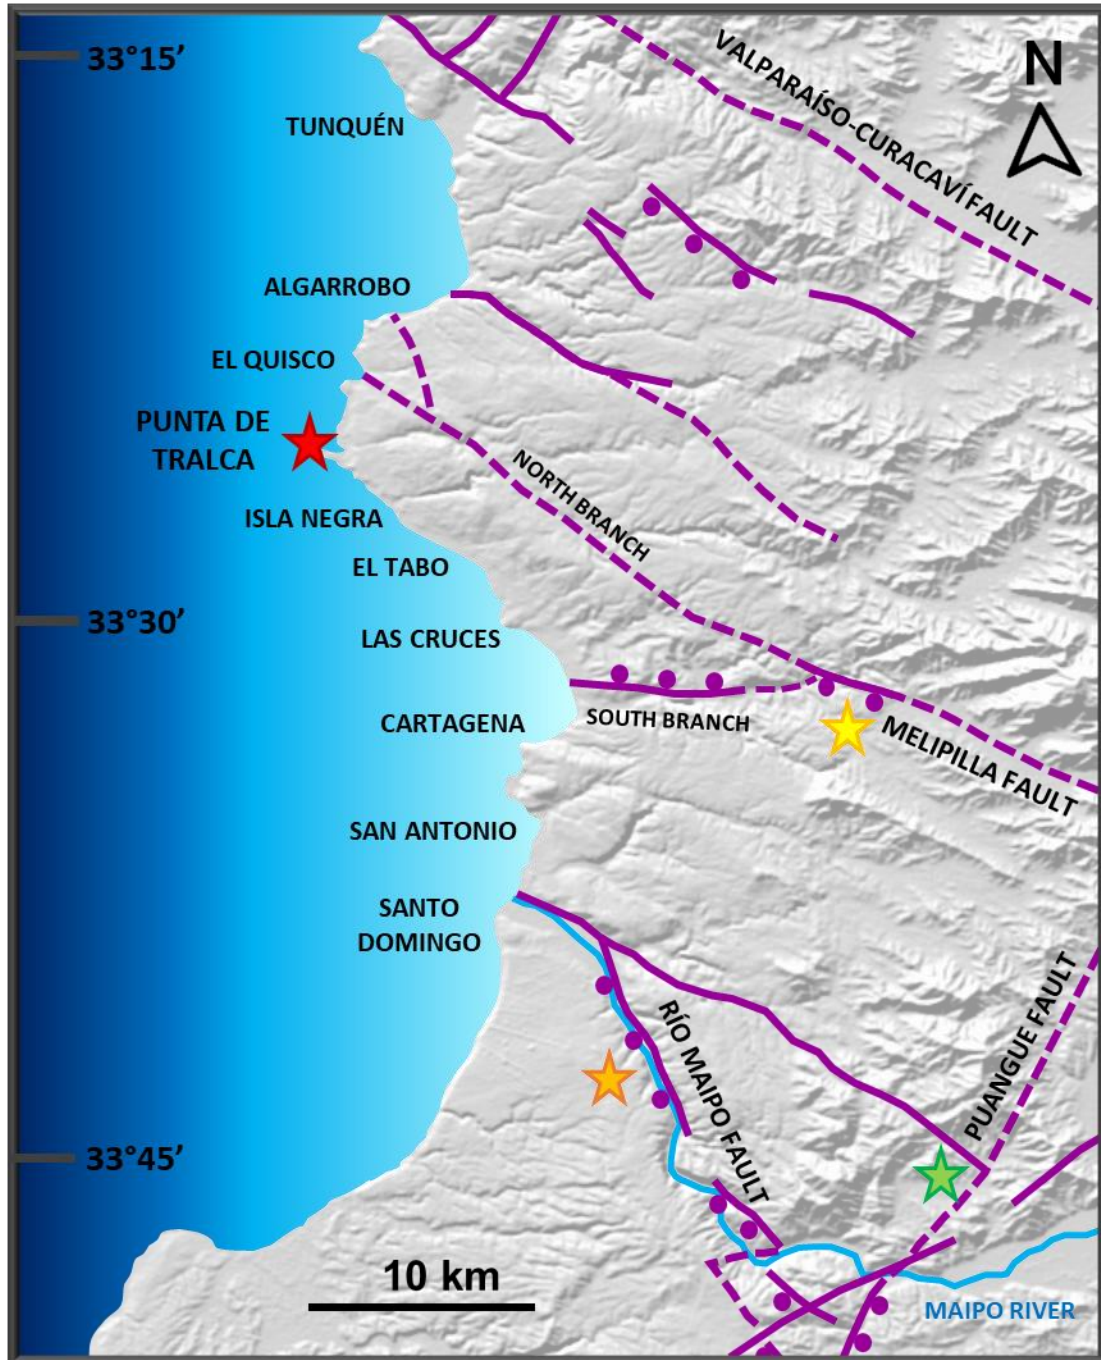 33°15’
N
VALPARAÍSO-CURACAVÍ FAULT
TUNQUÉN
ALGARROBO
EL QUISCO
PUNTA DE
TRALCA
NORTH BRANCH
ISLA NEGRA
EL TABO
33°30’
LAS CRUCES
SOUTH BRANCH
CARTAGENA
MELIPILLA FAULT
SAN ANTONIO
SANTO
DOMINGO
RÍO MAIPO FAULT
PUANGUE FAULT
33°45’
10 km
MAIPO RIVER